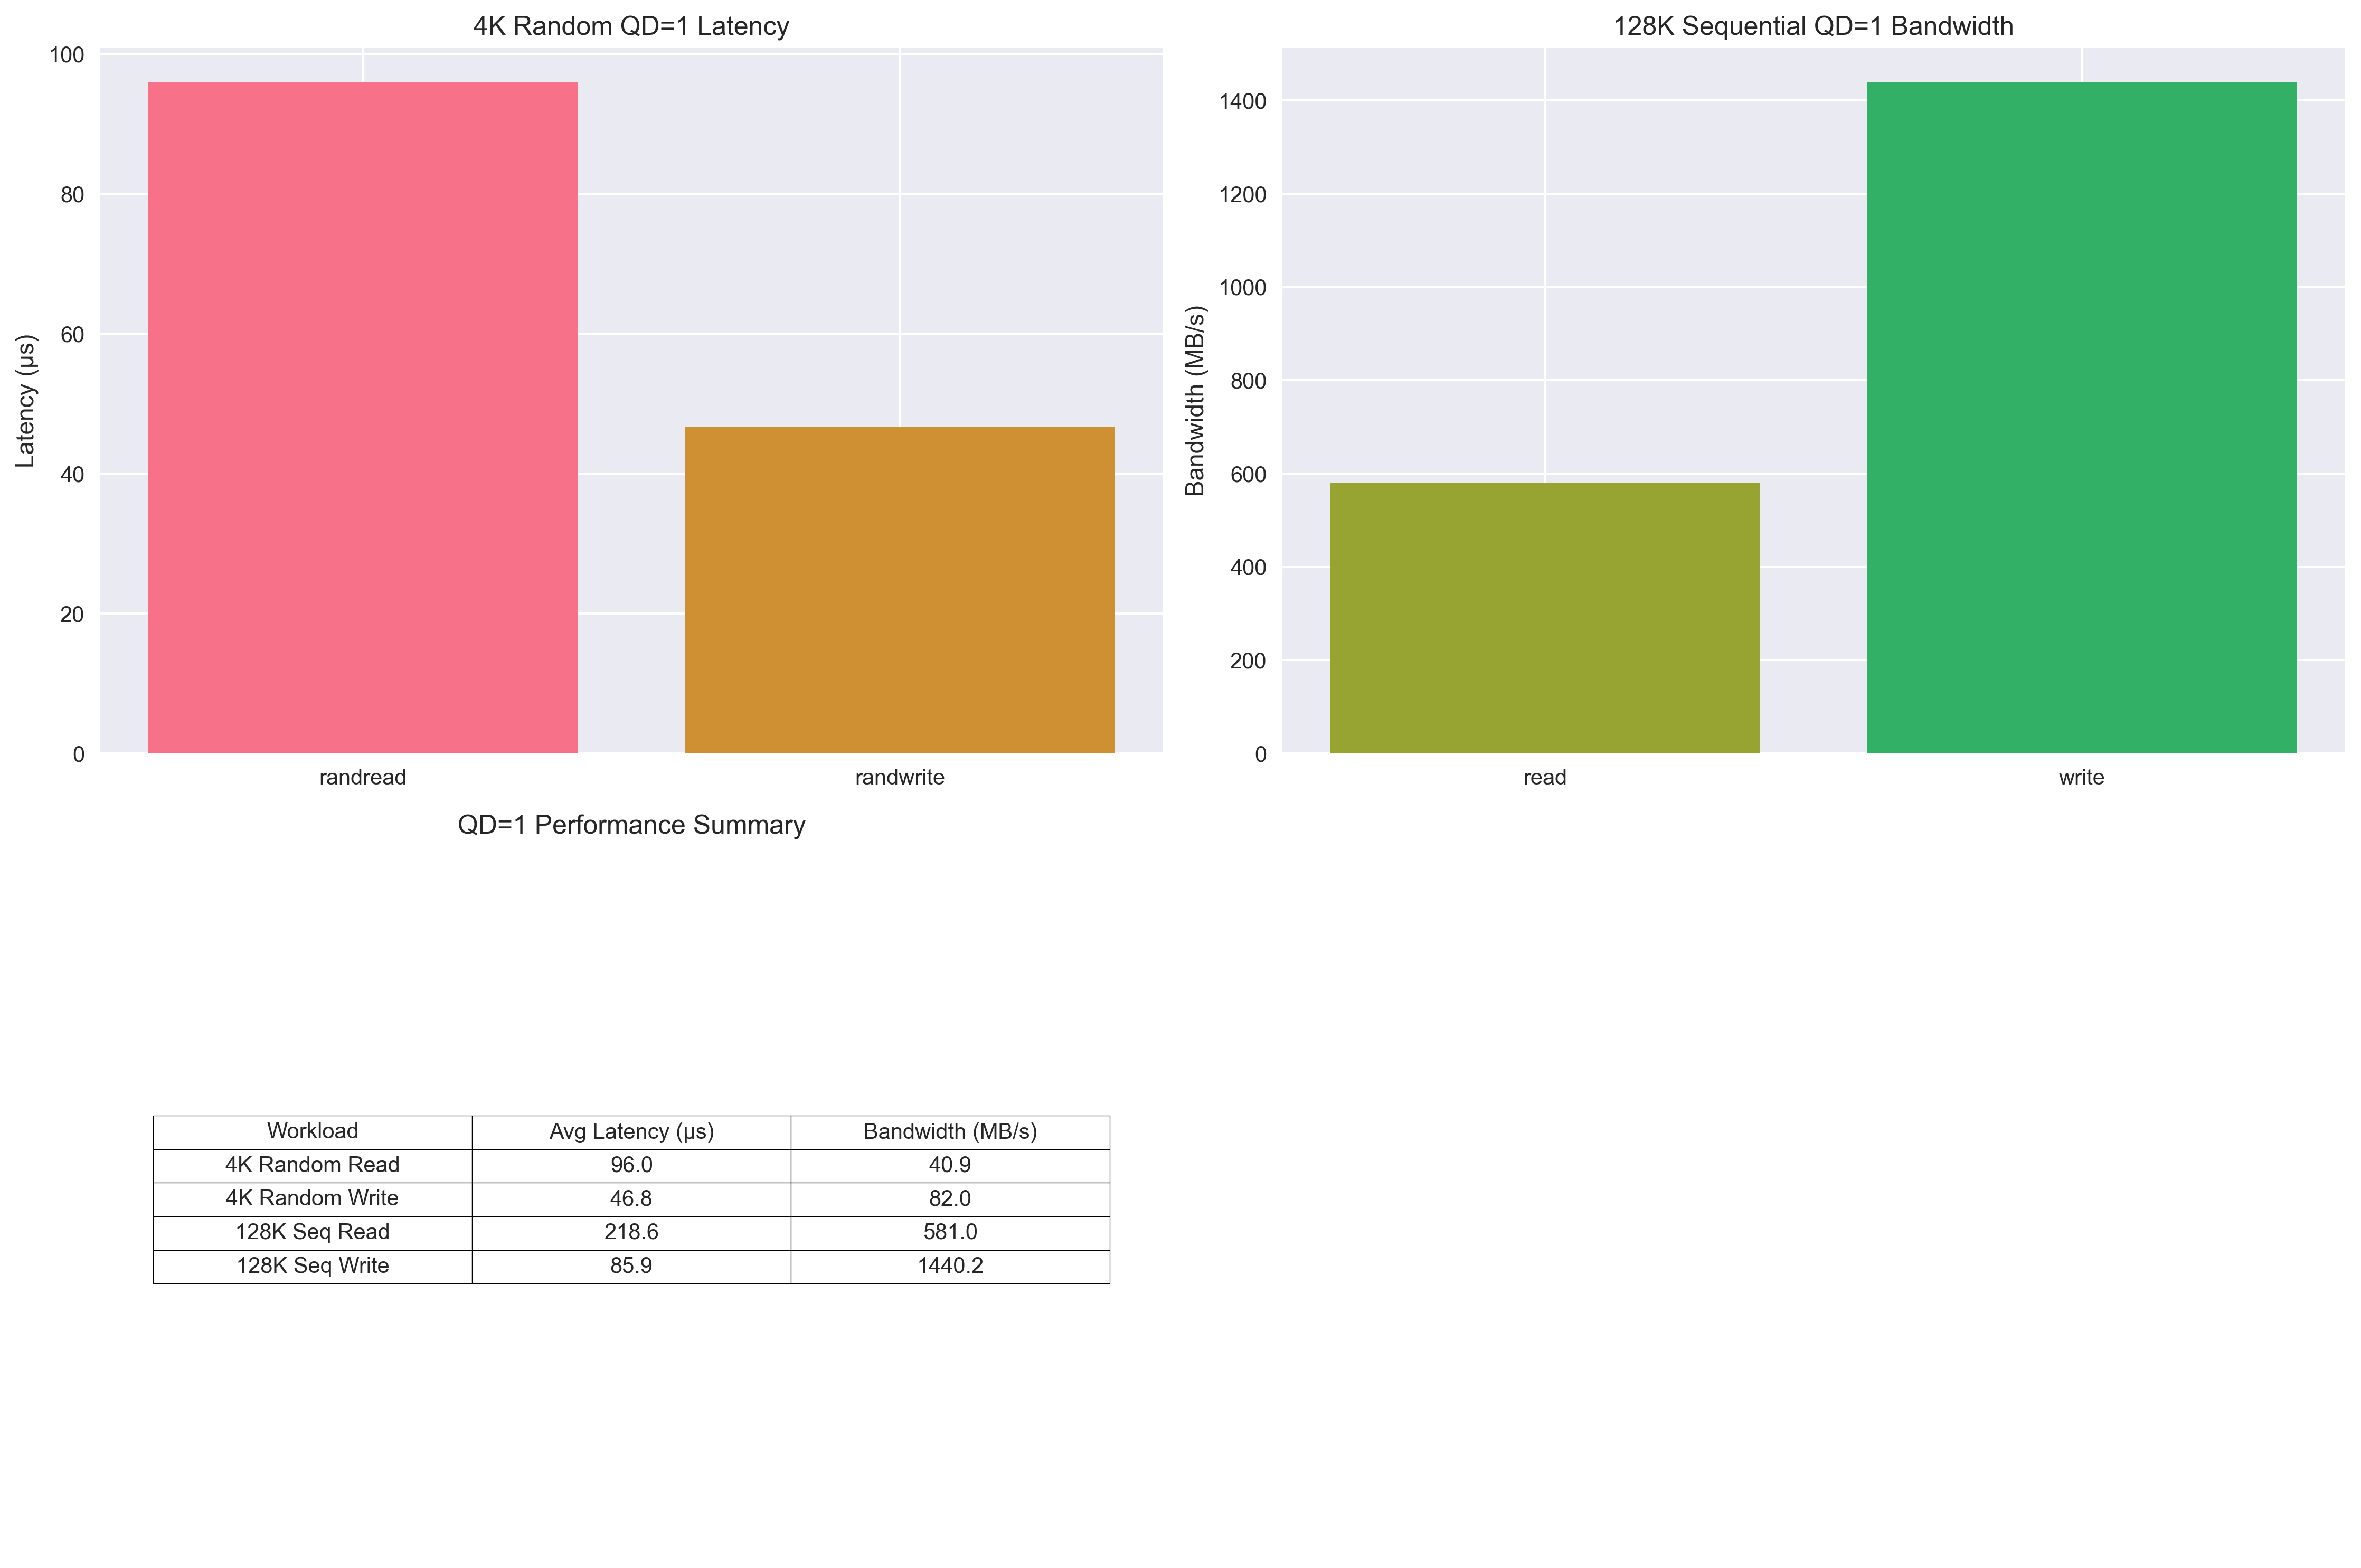 4K Random QD=1 Latency
Latency (µs)
100
80
60
40
20
0
randread randwrite
128K Sequential QD=1 Bandwidth
Bandwidth (MB/s)
1400
1200
1000
800
600
400
200
0
read write
QD=1 Performance Summary
Workload Avg Latency (µs) Bandwidth (MB/s)
4K Random Read 96.0 40.9
4K Random Write 46.8 82.0
128K Seq Read 218.6 581.0
128K Seq Write 85.9 1440.2